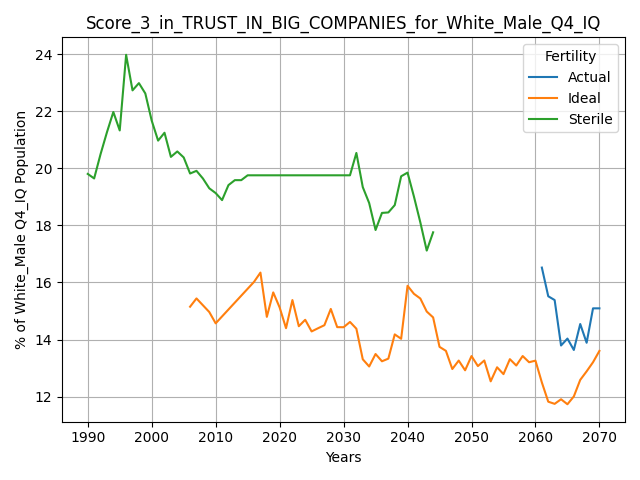 Score_3_in_TRUST_IN_BIG_COMPANIES_for_White_Male_Q4_IQ
Fertility
Actual
Ideal
Sterile
% of White_Male Q4_IQ Population
24
22
20
18
16
14
12
1990 2000 2010 2020 2030 2040 2050 2060 2070
Years